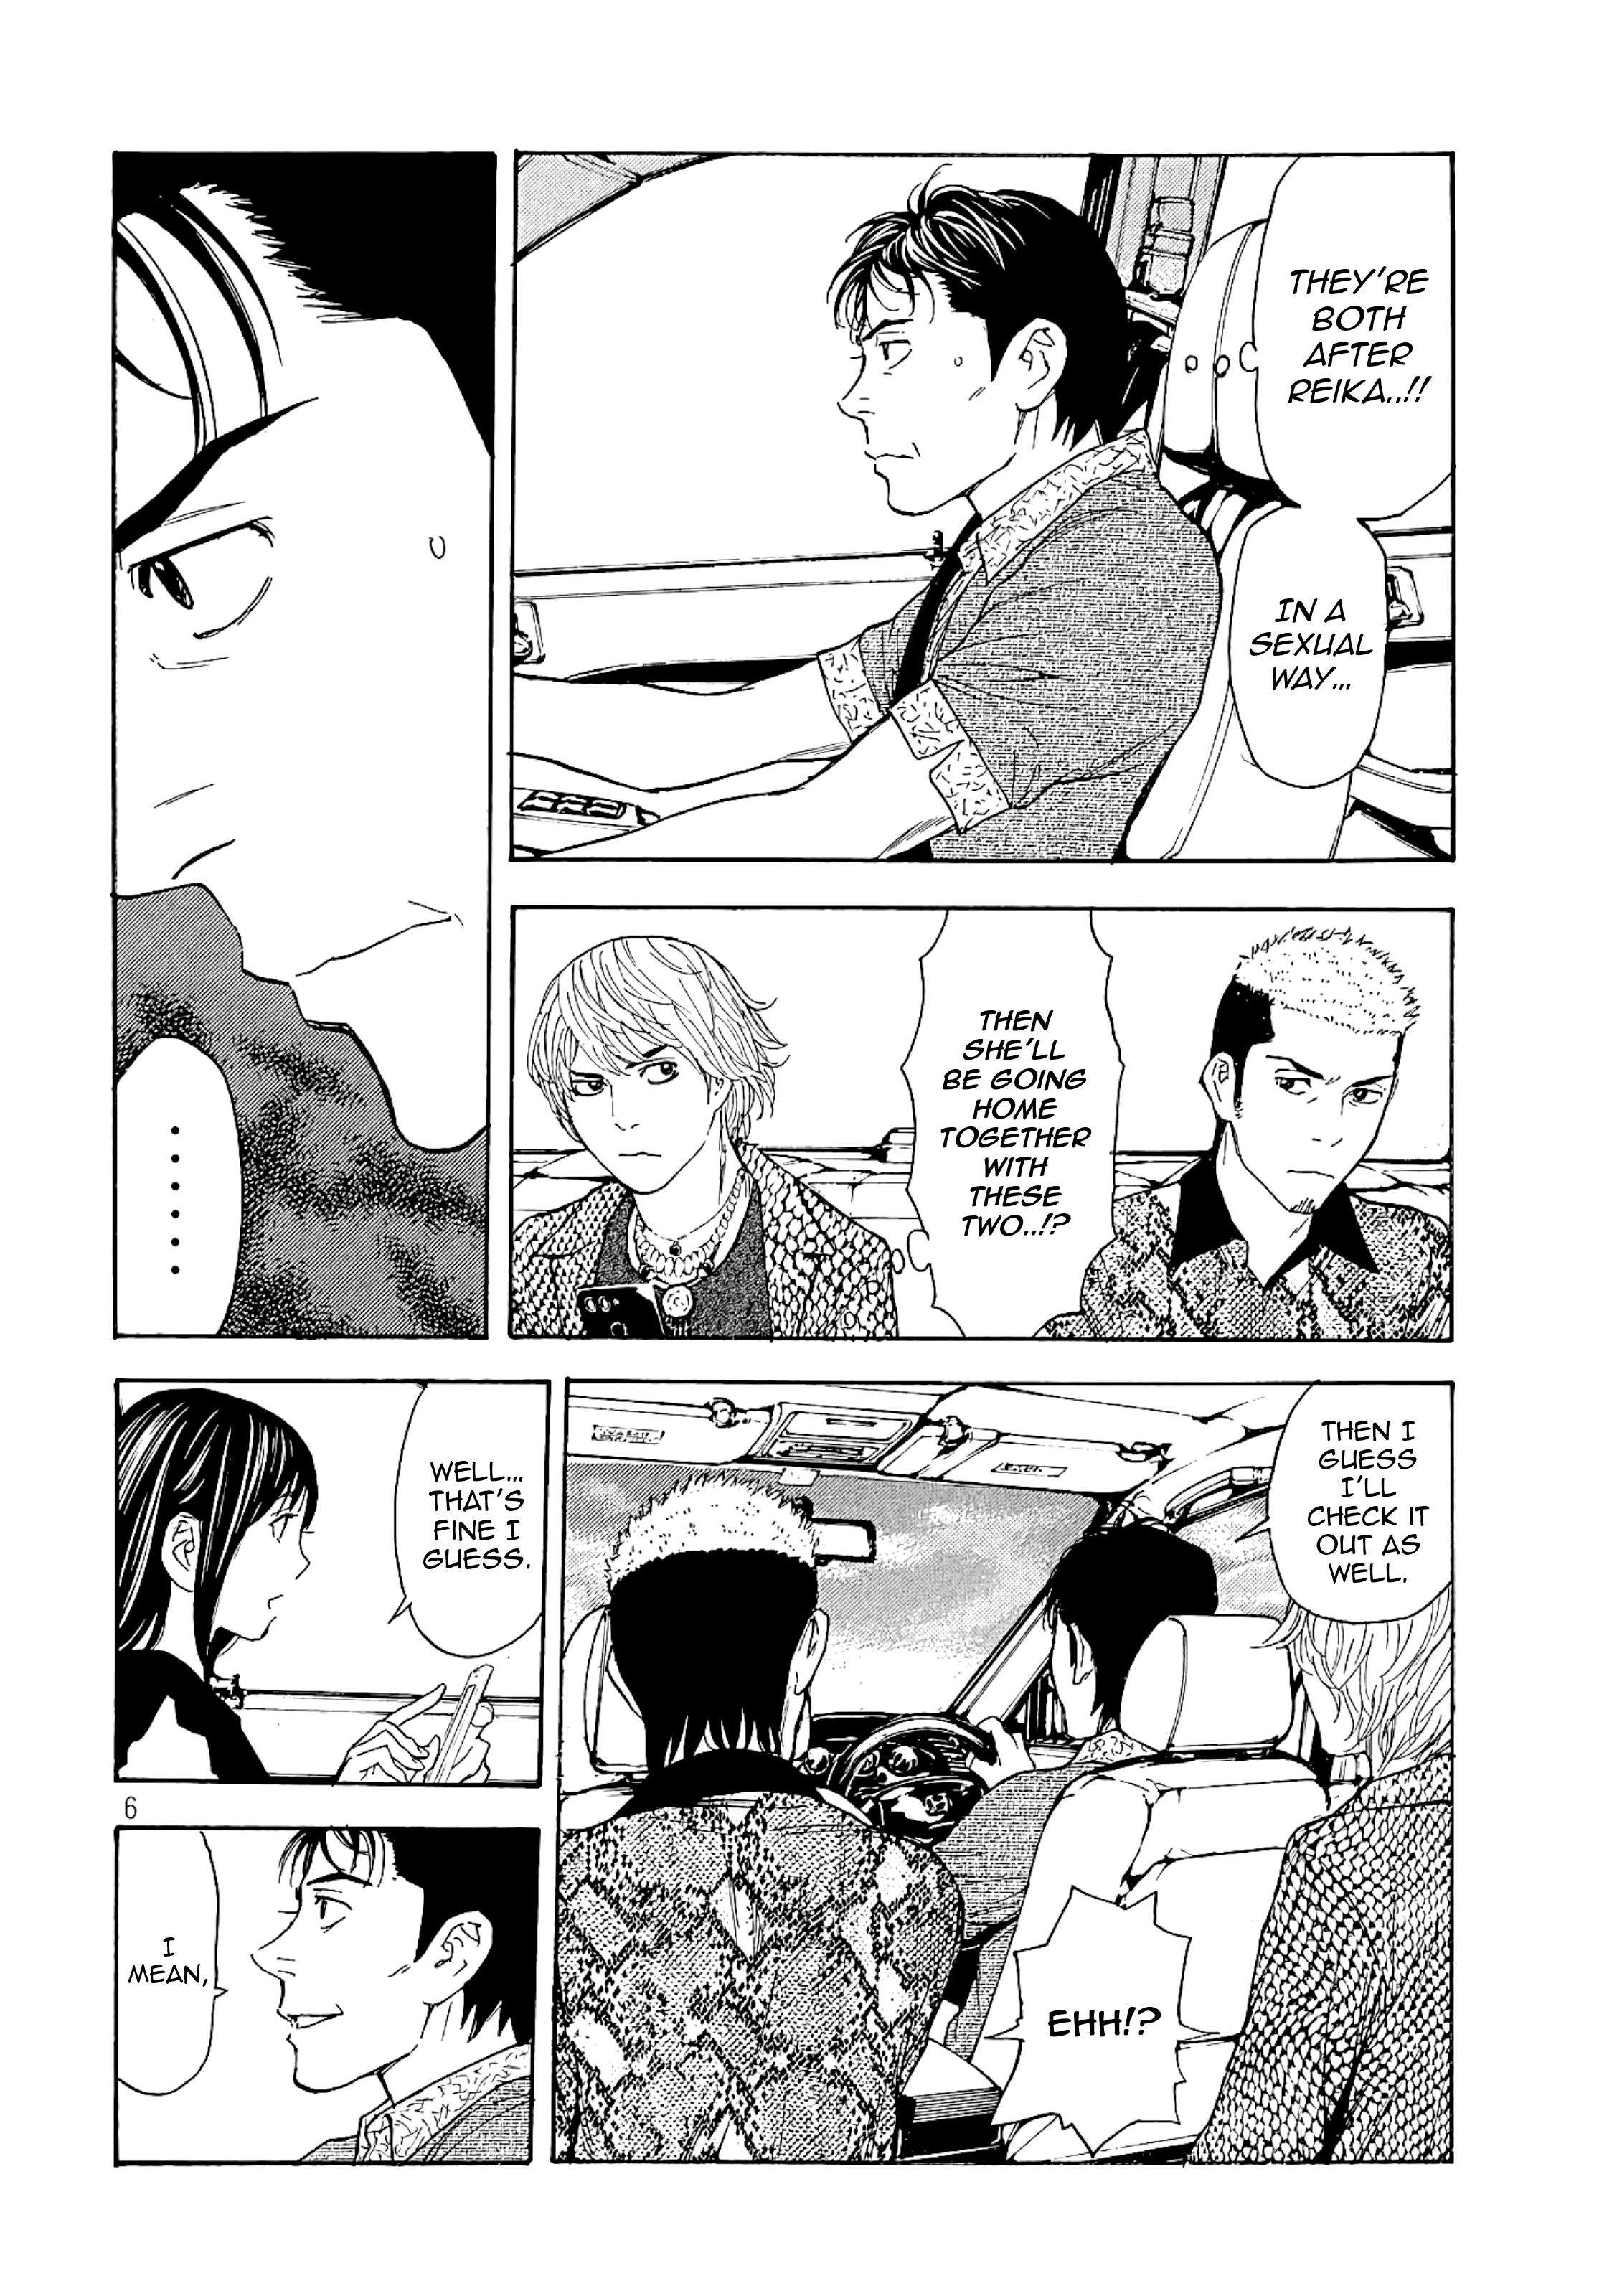 THEY'RE
BOTH
AFTER
REIKA..!!
IN A
SEXUAL
WAY...
THEN
SHE'LL
BE GOING
HOME
TOGETHER
WITH
THESE
TWO..!?
......
THEN I
GUESS
I'LL
CHECK IT
OUT AS
WELL.
EHH!?
WELL...
THAT'S
FINE I
GUESS.
6
I
MEAN,